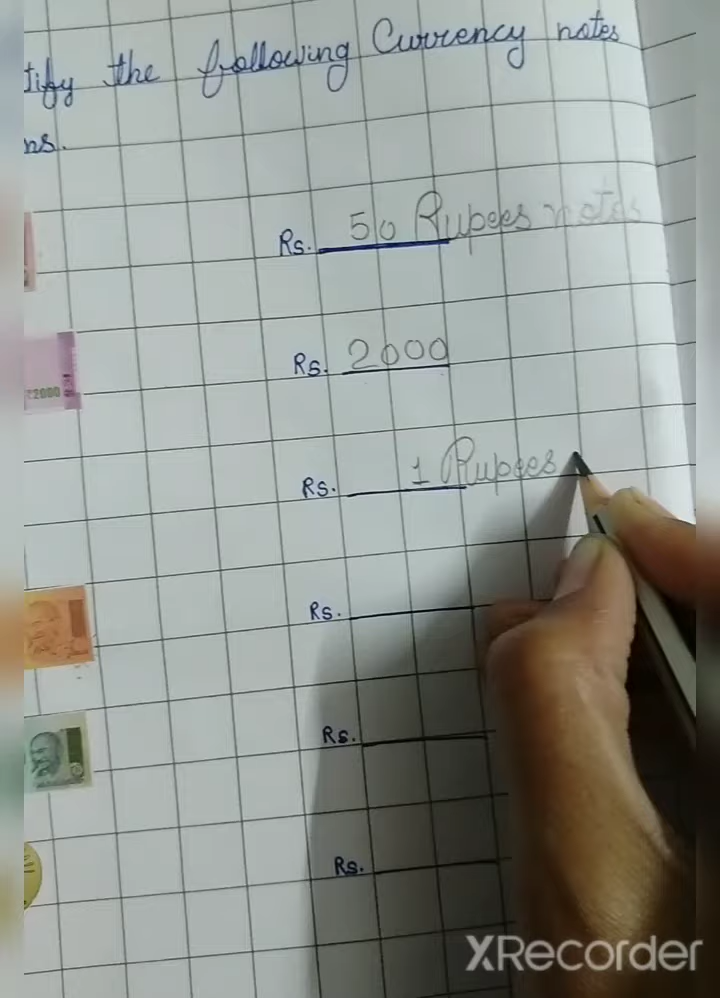 tify the following Currency notes
ns.
Rs. 50 Rupees notes
₹2000
Rs. 2000
Rs. 1 Rupees
Rs.
Rs.
Rs.
XRecorder